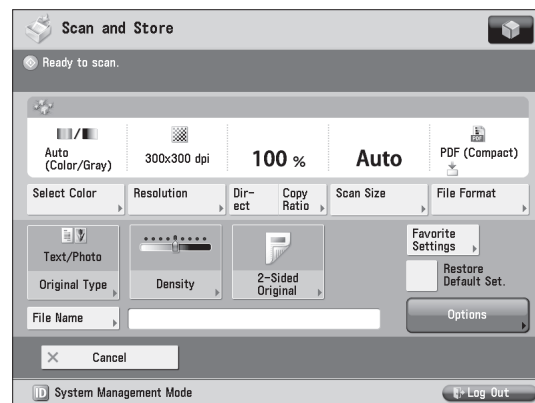 Scan and Store
Ready to scan.
Auto
(Color/Gray)
300x300 dpi
100 %
Auto
PDF (Compact)
Select Color
Resolution
Dir-
ect
Copy
Ratio
Scan Size
File Format
Text/Photo
Original Type
Density
2-Sided
Original
Favorite
Settings
Restore
Default Set.
File Name
Options
Cancel
ID System Management Mode
Log Out